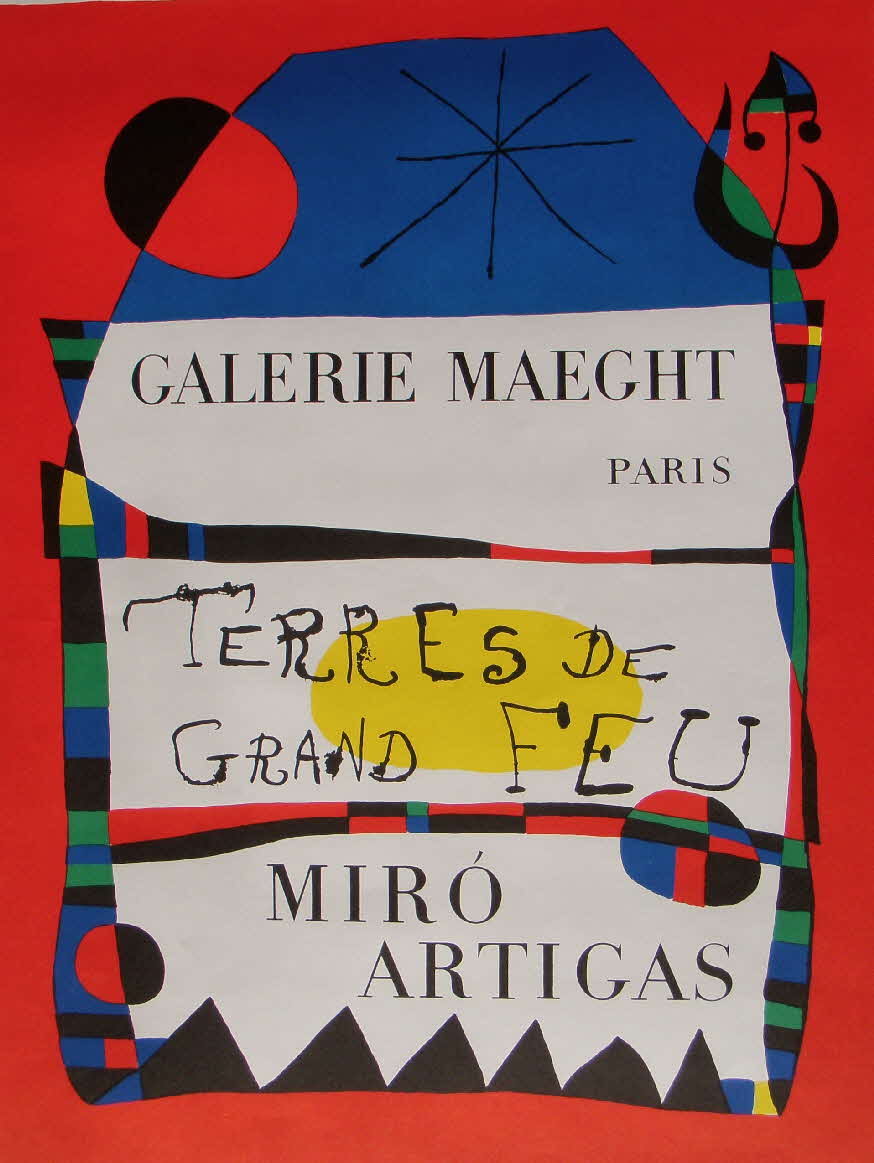 GALERIE MAEGHT
PARIS
TERRES DE
GRAND FEU
MIRÓ
ARTIGAS